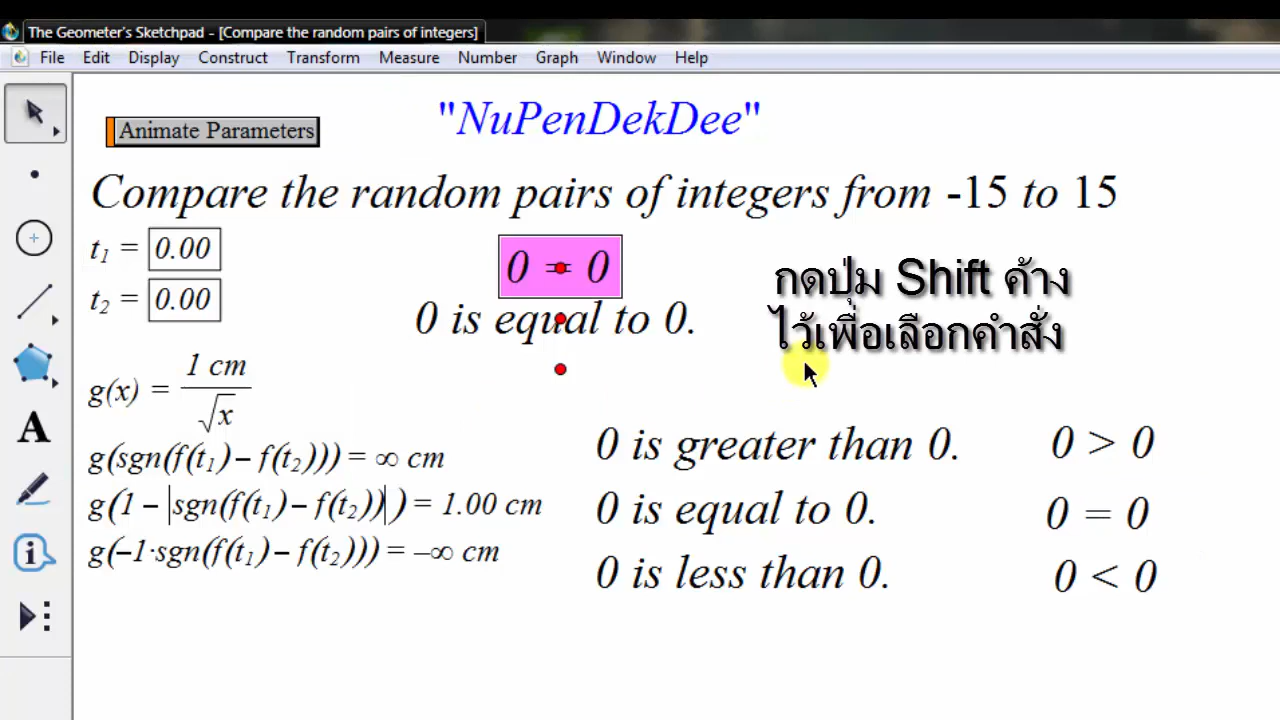 The Geometer's Sketchpad - [Compare the random pairs of integers]
File Edit Display Construct Transform Measure Number Graph Window Help
Animate Parameters
"NuPenDekDee"
Compare the random pairs of integers from -15 to 15
t₁ = 0.00
t₂ = 0.00
0 = 0
0 is equal to 0.
กดปุ่ม Shift ค้าง
ไว้เพื่อเลือกคำสั่ง
g(x) = 1 cm / √x
g(sgn(f(t₁) – f(t₂))) = ∞ cm
g(1 – |sgn(f(t₁) – f(t₂))|) = 1.00 cm
g(–1·sgn(f(t₁) – f(t₂))) = –∞ cm
0 is greater than 0. 0 > 0
0 is equal to 0. 0 = 0
0 is less than 0. 0 < 0
A